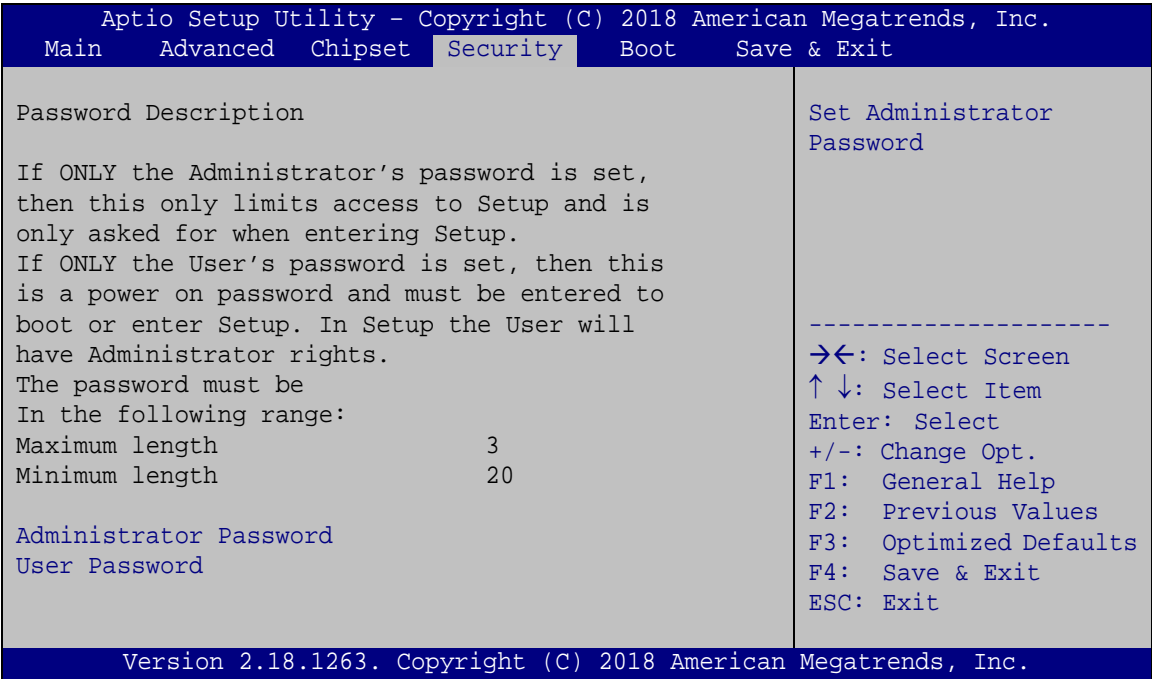 Aptio Setup Utility – Copyright (C) 2018 American Megatrends, Inc.
Main Advanced Chipset Security Boot Save & Exit
Password Description
If ONLY the Administrator’s password is set,
then this only limits access to Setup and is
only asked for when entering Setup.
If ONLY the User’s password is set, then this
is a power on password and must be entered to
boot or enter Setup. In Setup the User will
have Administrator rights.
The password must be
In the following range:
Maximum length 3
Minimum length 20
Administrator Password
User Password
Set Administrator
Password
---------------------
→←: Select Screen
↑ ↓: Select Item
Enter: Select
+/-: Change Opt.
F1: General Help
F2: Previous Values
F3: Optimized Defaults
F4: Save & Exit
ESC: Exit
Version 2.18.1263. Copyright (C) 2018 American Megatrends, Inc.